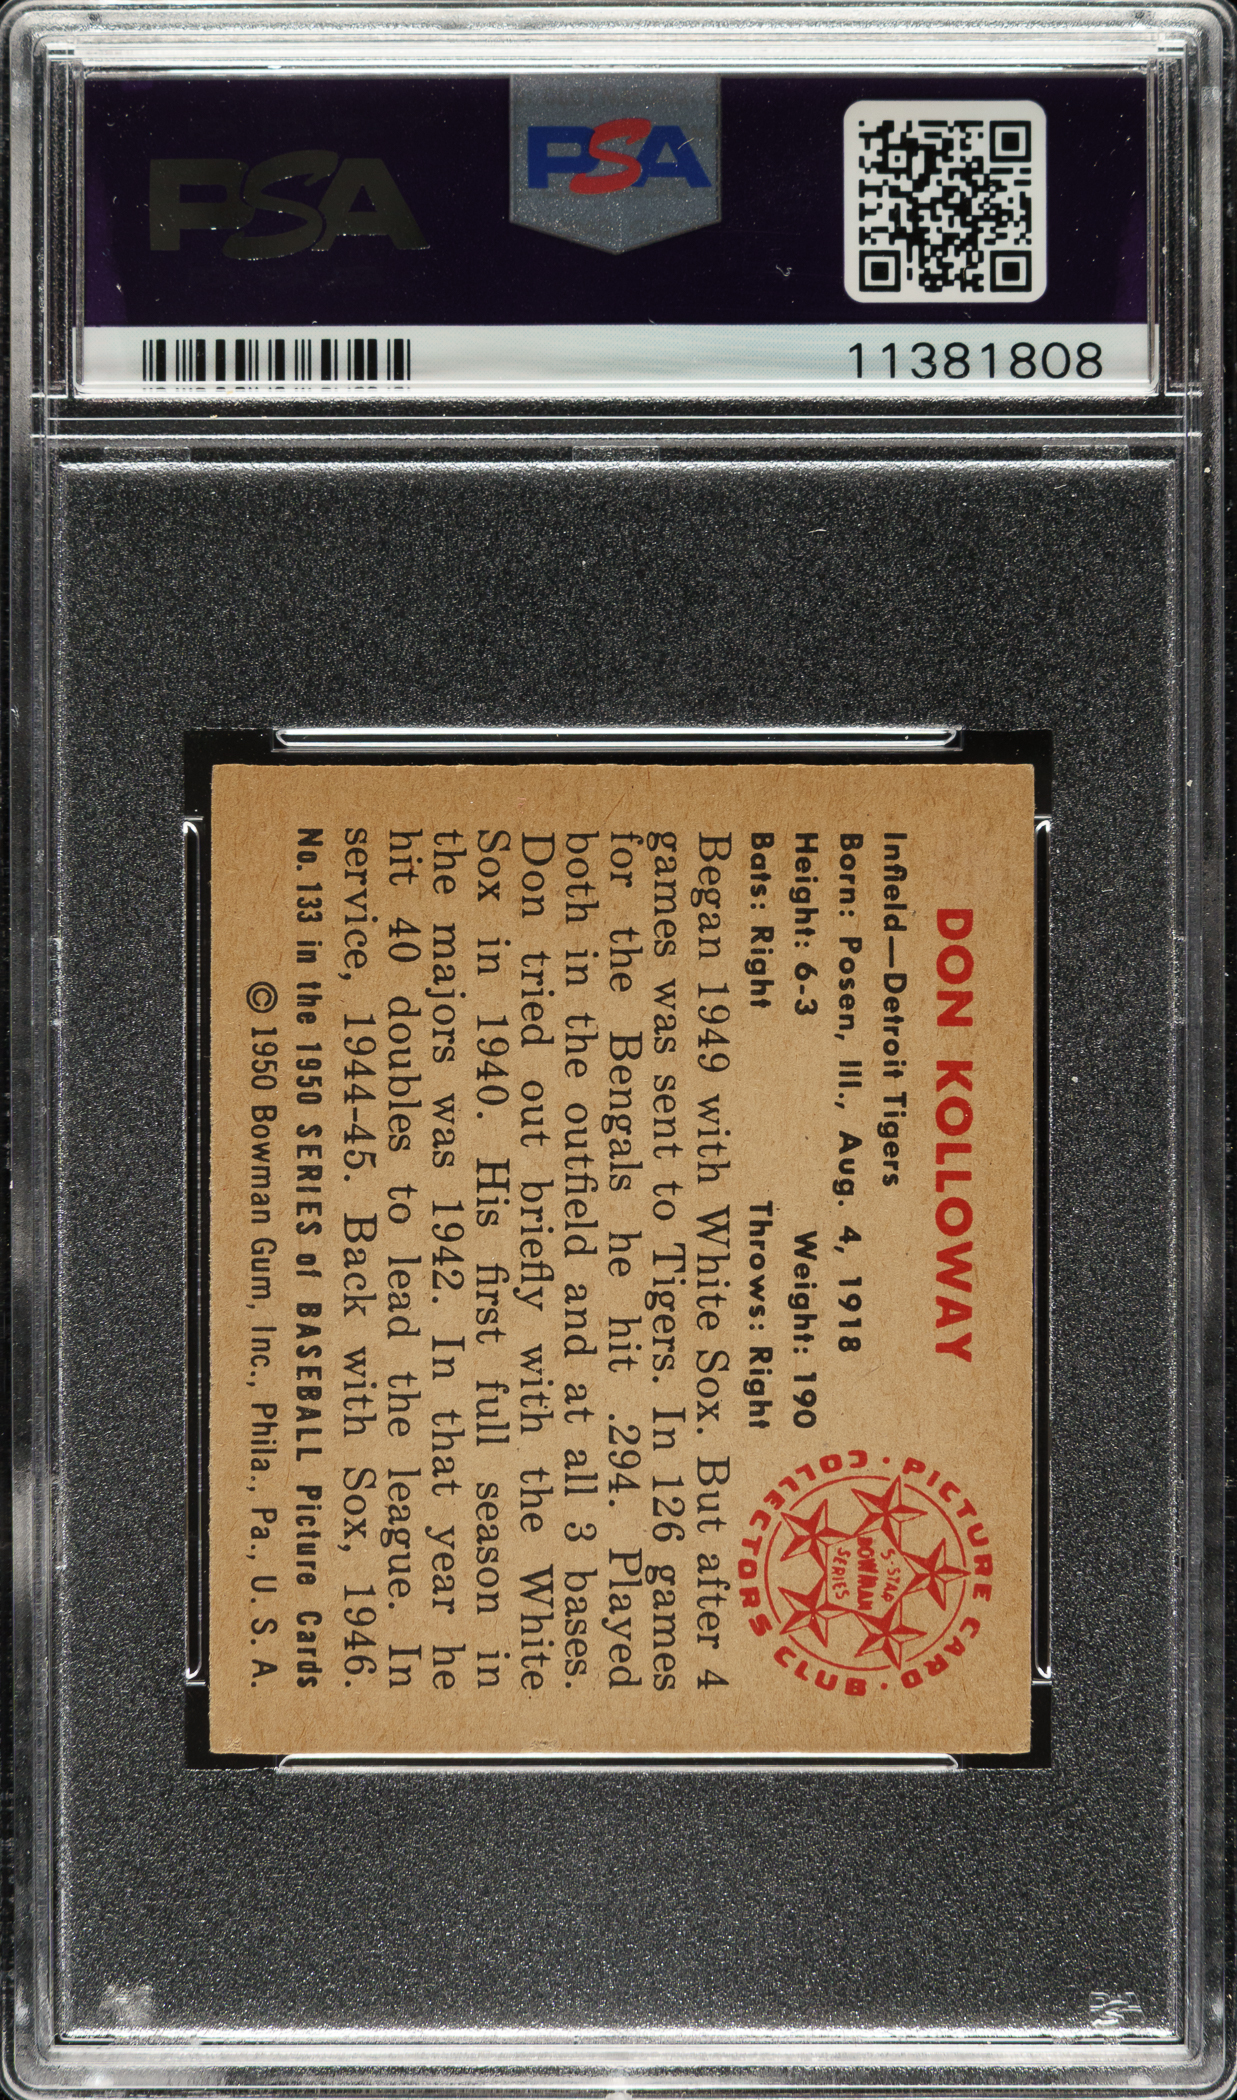 PSA
PSA
11381808
DON KOLLOWAY
Infield—Detroit Tigers
Born: Posen, Ill., Aug. 4, 1918
Height: 6-3 Weight: 190
Bats: Right Throws: Right
PICTURE CARD · COLLECTORS CLUB ·
5-STAR
BOWMAN
SERIES
Began 1949 with White Sox. But after 4
games was sent to Tigers. In 126 games
for the Bengals he hit .294. Played
both in the outfield and at all 3 bases.
Don tried out briefly with the White
Sox in 1940. His first full season in
the majors was 1942. In that year he
hit 40 doubles to lead the league. In
service, 1944-45. Back with Sox, 1946.
No. 133 in the 1950 SERIES of BASEBALL Picture Cards
©1950 Bowman Gum, Inc., Phila., Pa., U. S. A.
PSA